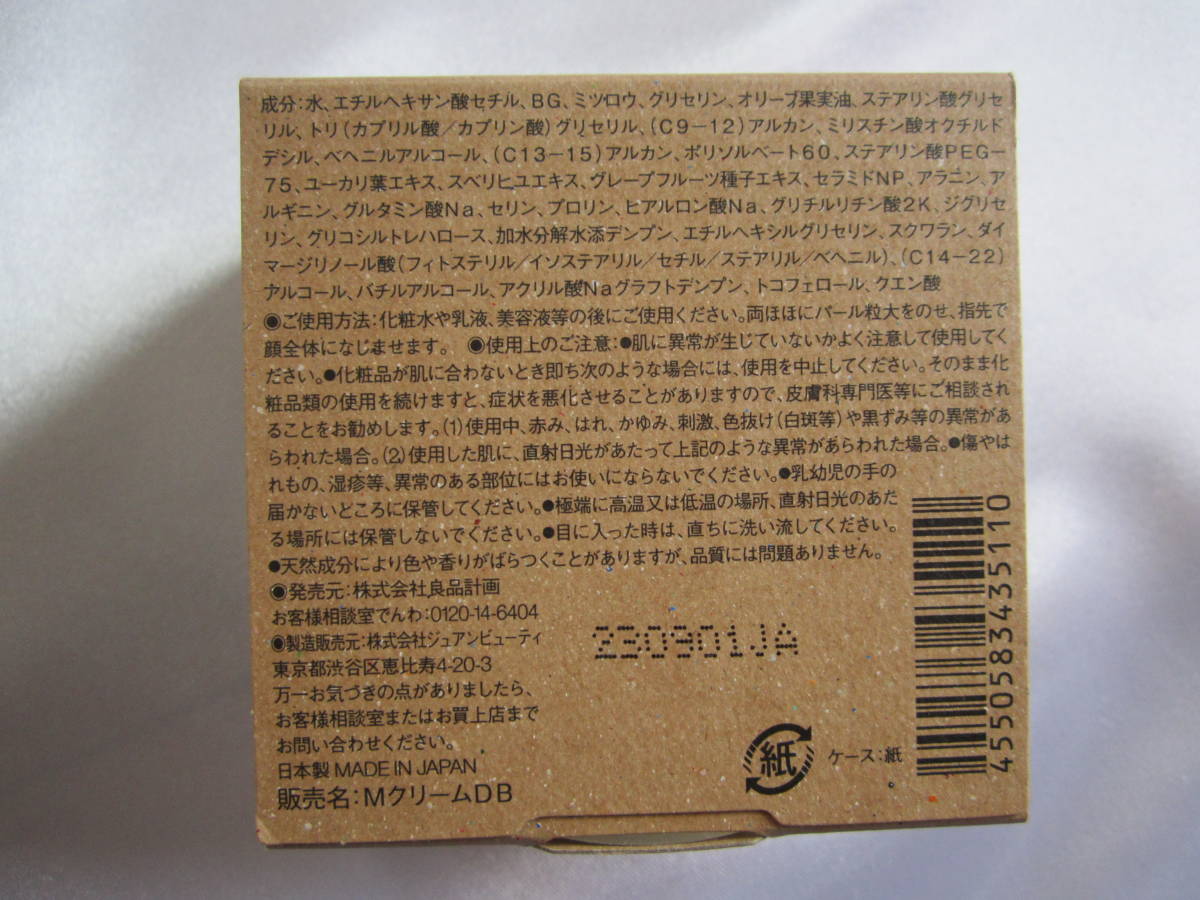 成分：水、エチルヘキサン酸セチル、BG、ミツロウ、グリセリン、オリーブ果実油、ステアリン酸グリセ
リル、トリ（カプリル酸／カプリン酸）グリセリル、（C9－12）アルカン、ミリスチン酸オクチルド
デシル、ベヘニルアルコール、（C13－15）アルカン、ポリソルベート60、ステアリン酸PEG－
75、ユーカリ葉エキス、スベリヒユエキス、グレープフルーツ種子エキス、セラミドNP、アラニン、ア
ルギニン、グルタミン酸Na、セリン、プロリン、ヒアルロン酸Na、グリチルリチン酸2K、ジグリセ
リン、グリコシルトレハロース、加水分解水添デンプン、エチルヘキシルグリセリン、スクワラン、ダイ
マージリノール酸（フィトステリル／イソステアリル／セチル／ステアリル／ベヘニル）、（C14－22）
アルコール、バチルアルコール、アクリル酸Naグラフトデンプン、トコフェロール、クエン酸
◉ご使用方法：化粧水や乳液、美容液等の後にご使用ください。両ほほにパール粒大をのせ、指先で
顔全体になじませます。 ◉使用上のご注意：●肌に異常が生じていないかよく注意して使用してく
ださい。●化粧品が肌に合わないとき即ち次のような場合には、使用を中止してください。そのまま化
粧品類の使用を続けますと、症状を悪化させることがありますので、皮膚科専門医等にご相談され
ることをお勧めします。（1）使用中、赤み、はれ、かゆみ、刺激、色抜け（白斑等）や黒ずみ等の異常があ
らわれた場合。（2）使用した肌に、直射日光があたって上記のような異常があらわれた場合。●傷やは
れもの、湿疹等、異常のある部位にはお使いにならないでください。●乳幼児の手の
届かないところに保管してください。●極端に高温又は低温の場所、直射日光のあた
る場所には保管しないでください。●目に入った時は、直ちに洗い流してください。
●天然成分により色や香りがばらつくことがありますが、品質には問題ありません。
◉発売元：株式会社良品計画
お客様相談室でんわ：0120-14-6404
◉製造販売元：株式会社ジュアンビューティ
東京都渋谷区恵比寿4-20-3
万一お気づきの点がありましたら、
お客様相談室またはお買上店まで
お問い合わせください。
日本製 MADE IN JAPAN
販売名：MクリームDB
230901JA
紙
ケース：紙
4550583435110